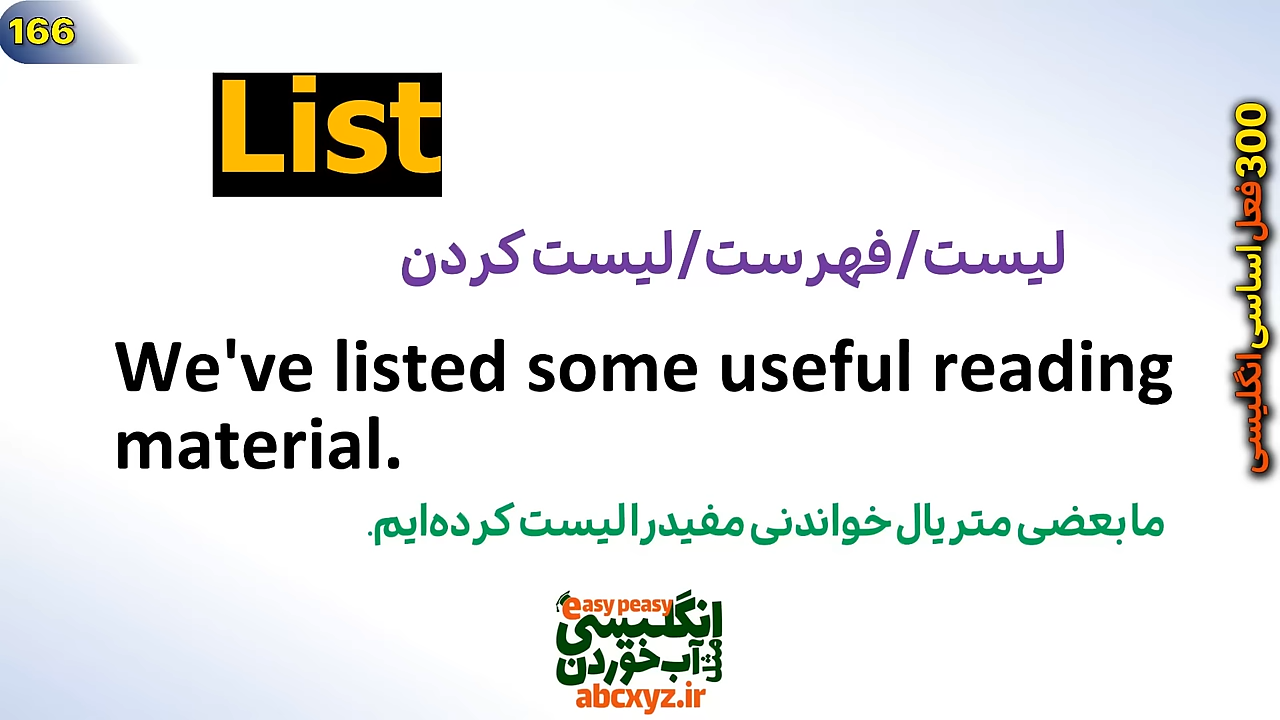 166
List
لیست/فهرست/لیست کردن
We've listed some useful reading
material.
ما بعضی متریال خواندنی مفید را لیست کرده‌ایم.
300 فعل اساسی انگلیسی
easy peasy
انگلیسی
مثل آب خوردن
abcxyz.ir